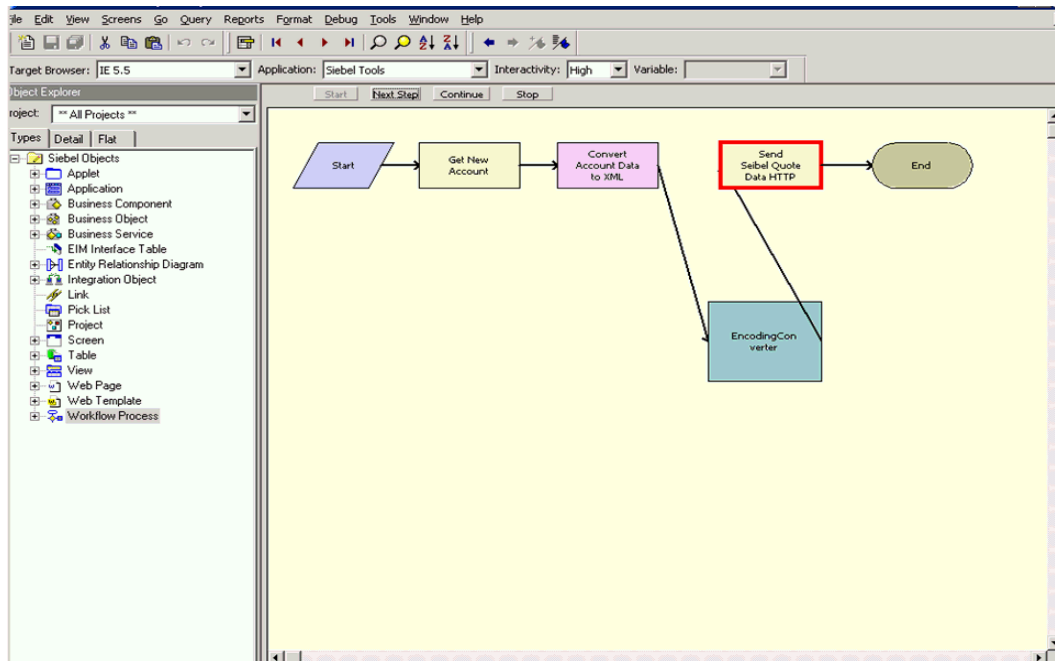 ile Edit View Screens Go Query Reports Format Debug Tools Window Help
Target Browser: IE 5.5 Application: Siebel Tools Interactivity: High Variable:
bject Explorer
roject: ** All Projects **
Start Next Step Continue Stop
Types Detail Flat
Siebel Objects
Applet
Application
Business Component
Business Object
Business Service
EIM Interface Table
Entity Relationship Diagram
Integration Object
Link
Pick List
Project
Screen
Table
View
Web Page
Web Template
Workflow Process
Start
Get New
Account
Convert
Account Data
to XML
Send
Seibel Quote
Data HTTP
End
EncodingCon
verter